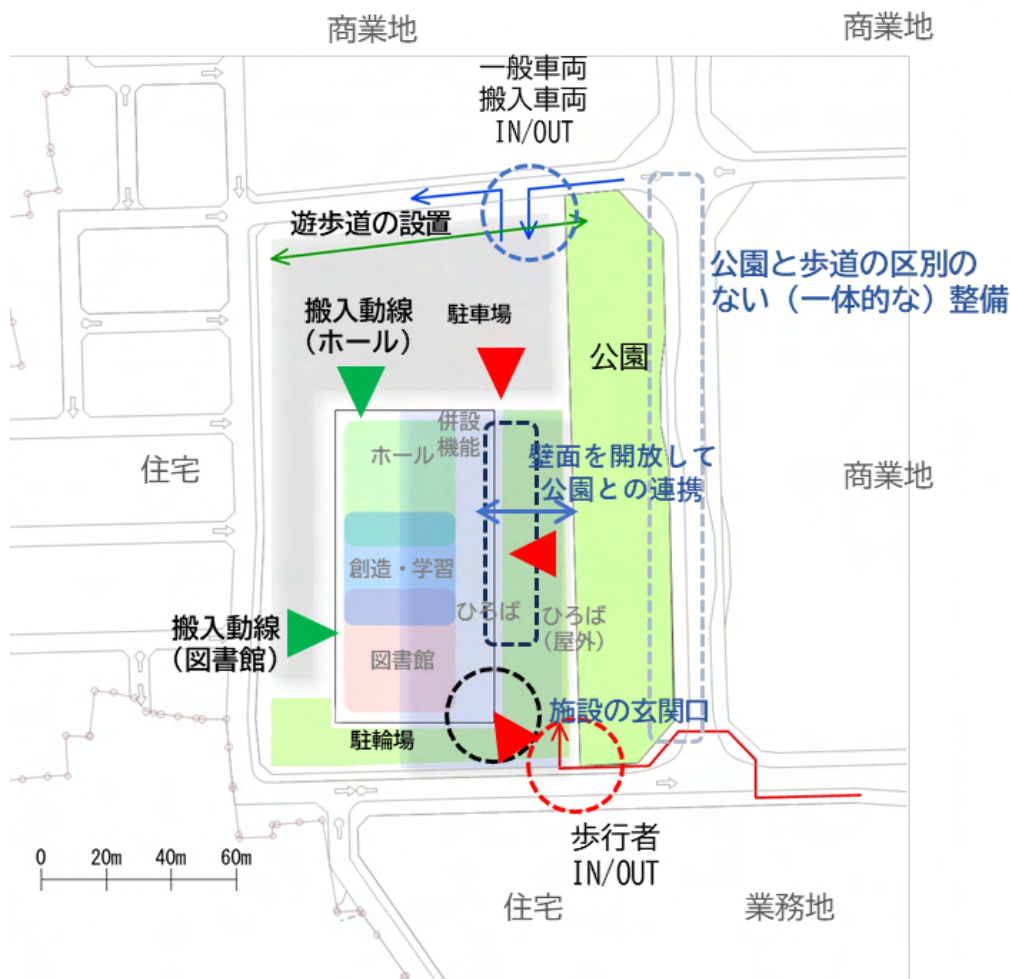 商業地
商業地
一般車両
搬入車両
IN/OUT
遊歩道の設置
公園と歩道の区別の
ない（一体的な）整備
搬入動線
（ホール）
駐車場
公園
併設
機能
ホール
壁面を開放して
公園との連携
住宅
商業地
創造・学習
ひろば
ひろば
（屋外）
搬入動線
（図書館）
図書館
施設の玄関口
駐輪場
歩行者
IN/OUT
0 20m 40m 60m
住宅
業務地